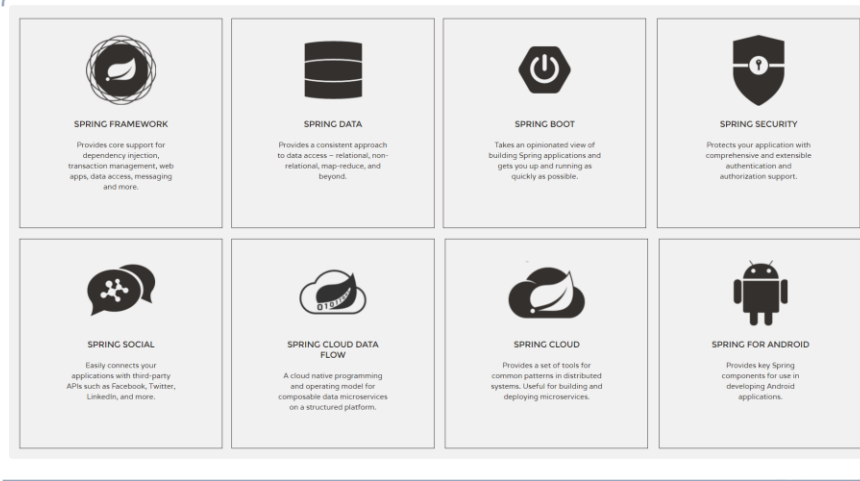 SPRING FRAMEWORK
Provides core support for
dependency injection,
transaction management, web
apps, data access, messaging
and more.
SPRING DATA
Provides a consistent approach
to data access – relational, non-
relational, map-reduce, and
beyond.
SPRING BOOT
Takes an opinionated view of
building Spring applications and
gets you up and running as
quickly as possible.
SPRING SECURITY
Protects your application with
comprehensive and extensible
authentication and
authorization support.
SPRING SOCIAL
Easily connects your
applications with third-party
APIs such as Facebook, Twitter,
LinkedIn, and more.
010
SPRING CLOUD DATA
FLOW
A cloud native programming
and operating model for
composable data microservices
on a structured platform.
SPRING CLOUD
Provides a set of tools for
common patterns in distributed
systems. Useful for building and
deploying microservices.
SPRING FOR ANDROID
Provides key Spring
components for use in
developing Android
applications.